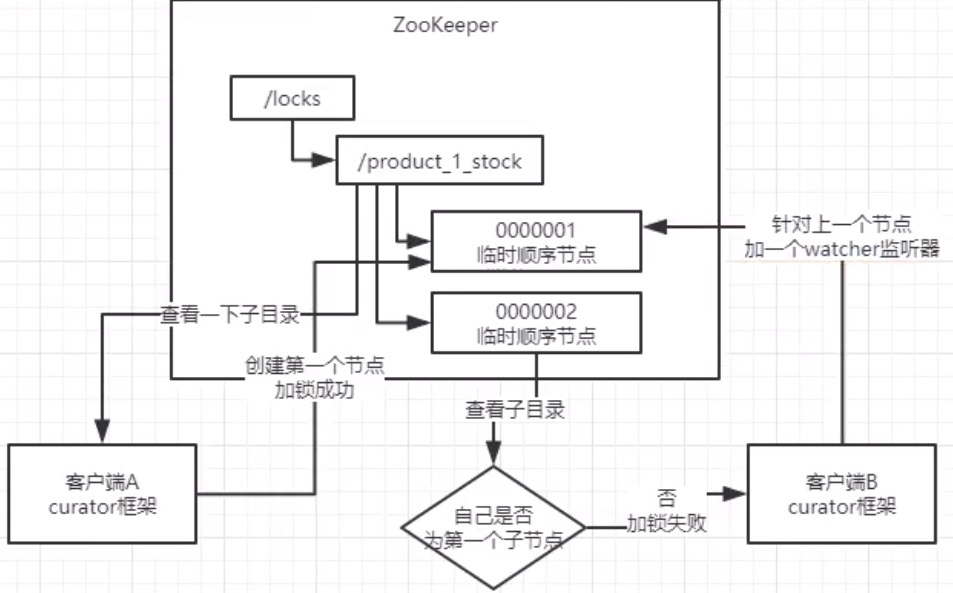 ZooKeeper
/locks
/product_1_stock
0000001
临时顺序节点
针对上一个节点
加一个watcher监听器
0000002
临时顺序节点
查看一下子目录
创建第一个节点
加锁成功
查看子目录
客户端A
curator框架
自己是否
为第一个子节点
否
加锁失败
客户端B
curator框架